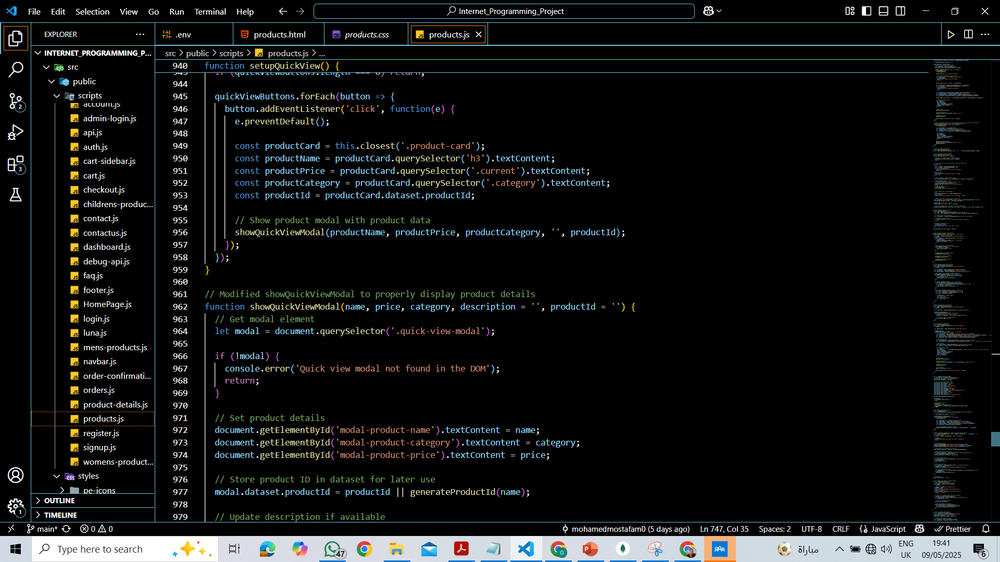 File Edit Selection View Go Run Terminal Help
Internet_Programming_Project
EXPLORER
.env
products.html
products.css
products.js
INTERNET_PROGRAMMING_P...
src
public
scripts
account.js
admin-login.js
api.js
auth.js
cart-sidebar.js
cart.js
checkout.js
childrens-produc...
contact.js
contactus.js
dashboard.js
debug-api.js
faq.js
footer.js
HomePage.js
login.js
luna.js
mens-products.js
navbar.js
order-confirmati...
orders.js
product-details.js
products.js
register.js
signup.js
womens-product...
styles
pe-icons
OUTLINE
TIMELINE
2
3
1
src > public > scripts > products.js > ...
940 function setupQuickView() {
943 if (quickViewButtons.length === 0) return;
944
945 quickViewButtons.forEach(button => {
946 button.addEventListener('click', function(e) {
947 e.preventDefault();
948
949 const productCard = this.closest('.product-card');
950 const productName = productCard.querySelector('h3').textContent;
951 const productPrice = productCard.querySelector('.current').textContent;
952 const productCategory = productCard.querySelector('.category').textContent;
953 const productId = productCard.dataset.productId;
954
955 // Show product modal with product data
956 showQuickViewModal(productName, productPrice, productCategory, '', productId);
957 });
958 });
959 }
960
961 // Modified showQuickViewModal to properly display product details
962 function showQuickViewModal(name, price, category, description = '', productId = '') {
963 // Get modal element
964 let modal = document.querySelector('.quick-view-modal');
965
966 if (!modal) {
967 console.error('Quick view modal not found in the DOM');
968 return;
969 }
970
971 // Set product details
972 document.getElementById('modal-product-name').textContent = name;
973 document.getElementById('modal-product-category').textContent = category;
974 document.getElementById('modal-product-price').textContent = price;
975
976 // Store product ID in dataset for later use
977 modal.dataset.productId = productId || generateProductId(name);
978
979 // Update description if available
main* 0 0 mohamedmostafam0 (5 days ago) Ln 747, Col 35 Spaces: 2 UTF-8 CRLF {} JavaScript Prettier
Type here to search
47
مباراة
ENG
UK
19:41
09/05/2025
6